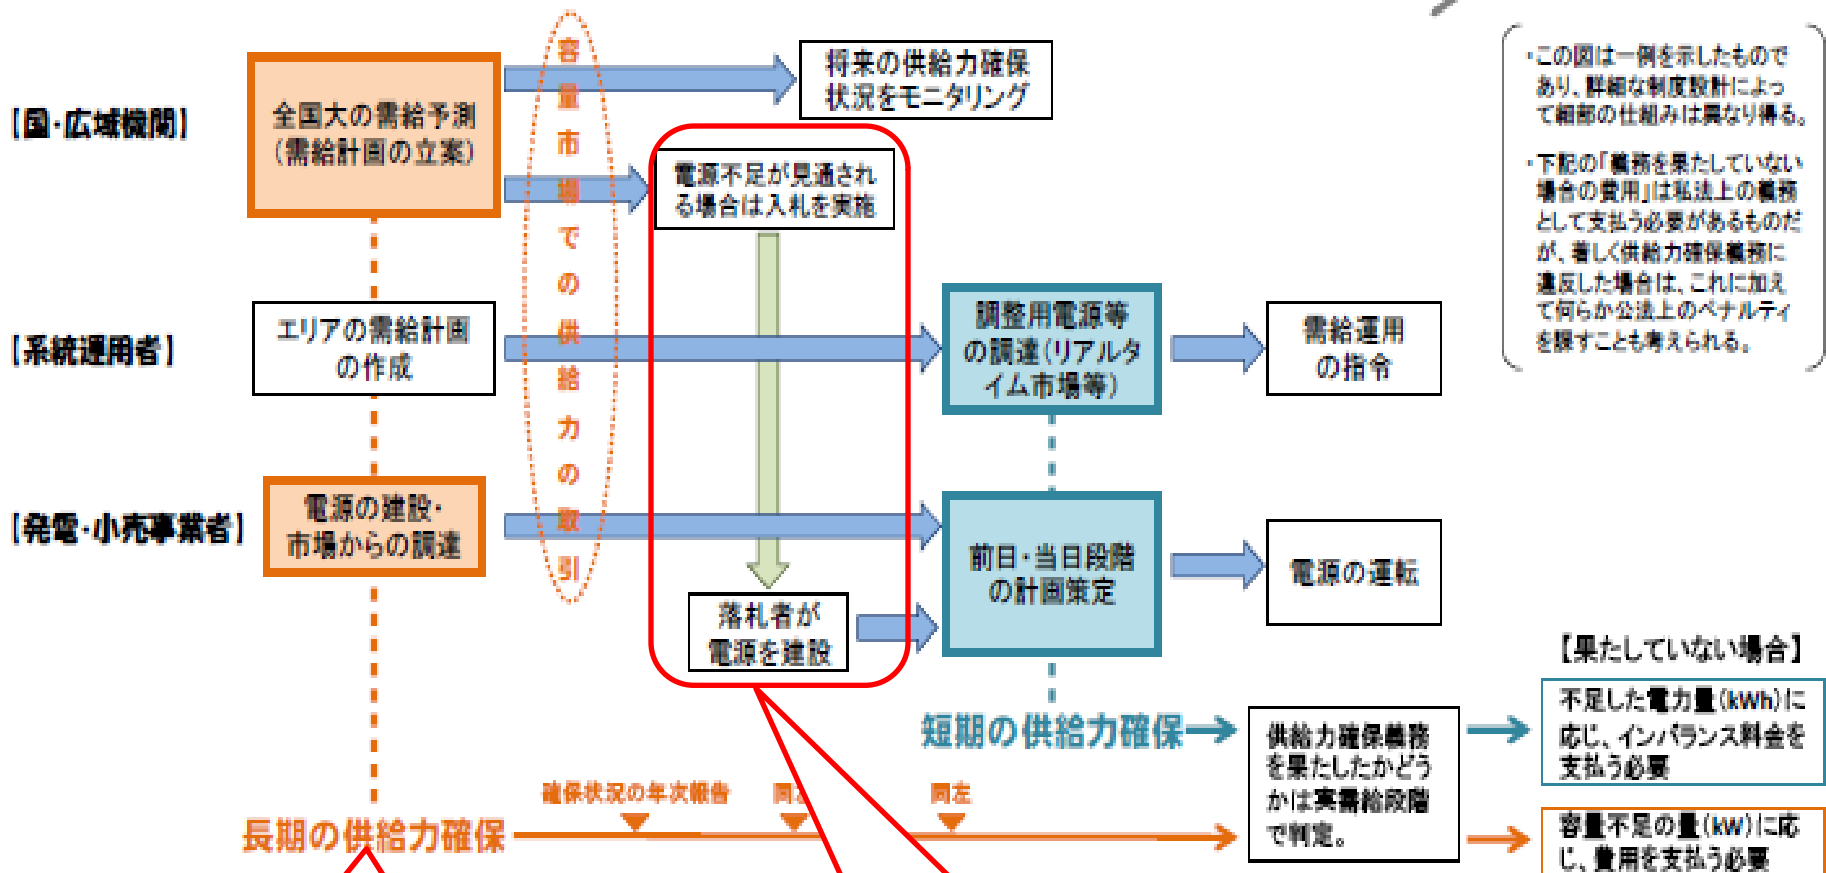 【国・広域機関】
全国大の需給予測
（需給計画の立案）
容量市場での供給力の取引
将来の供給力確保
状況をモニタリング
電源不足が見通され
る場合は入札を実施
・この図は一例を示したもので
あり、詳細な制度設計によっ
て細部の仕組みは異なり得る。
・下記の「義務を果たしていない
場合の費用」は私法上の義務
として支払う必要があるものだ
が、著しく供給力確保義務に
違反した場合は、これに加え
て何らか公法上のペナルティ
を課すことも考えられる。
【系統運用者】
エリアの需給計画
の作成
調整用電源等
の調達（リアルタ
イム市場等）
需給運用
の指令
【発電・小売事業者】
電源の建設・
市場からの調達
前日・当日段階
の計画策定
電源の運転
落札者が
電源を建設
短期の供給力確保
供給力確保義務
を果たしたかどう
かは実需給段階
で判定。
【果たしていない場合】
不足した電力量（kWh）に
応じ、インバランス料金を
支払う必要
確保状況の年次報告
同左
同左
長期の供給力確保
容量不足の量（kW）に応
じ、費用を支払う必要